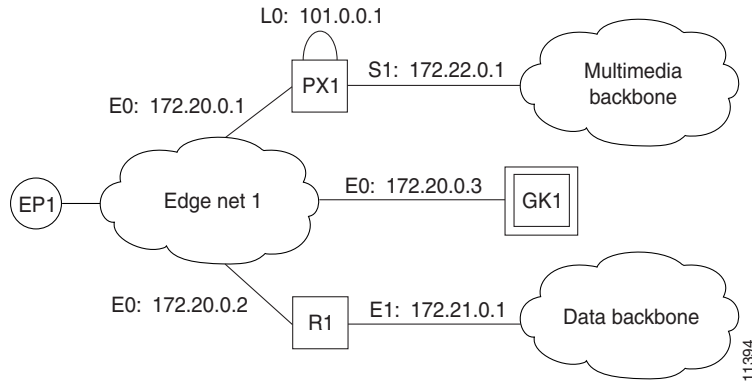 L0: 101.0.0.1
PX1
S1: 172.22.0.1
Multimedia
backbone
E0: 172.20.0.1
EP1
Edge net 1
E0: 172.20.0.3
GK1
E0: 172.20.0.2
R1
E1: 172.21.0.1
Data backbone
11394